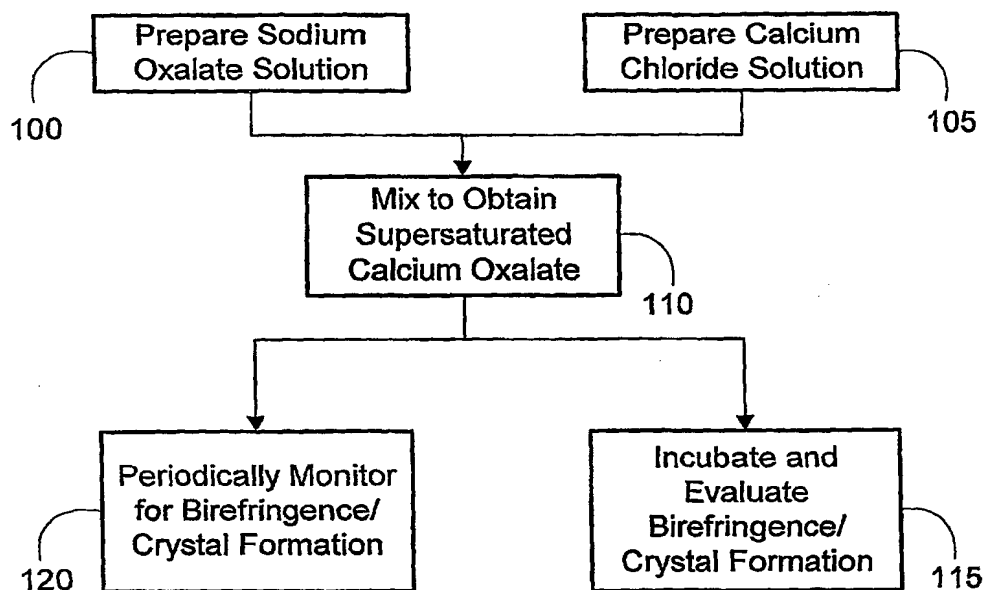 Prepare Sodium
Oxalate Solution
100
Prepare Calcium
Chloride Solution
105
Mix to Obtain
Supersaturated
Calcium Oxalate
110
Periodically Monitor
for Birefringence/
Crystal Formation
120
Incubate and
Evaluate
Birefringence/
Crystal Formation
115